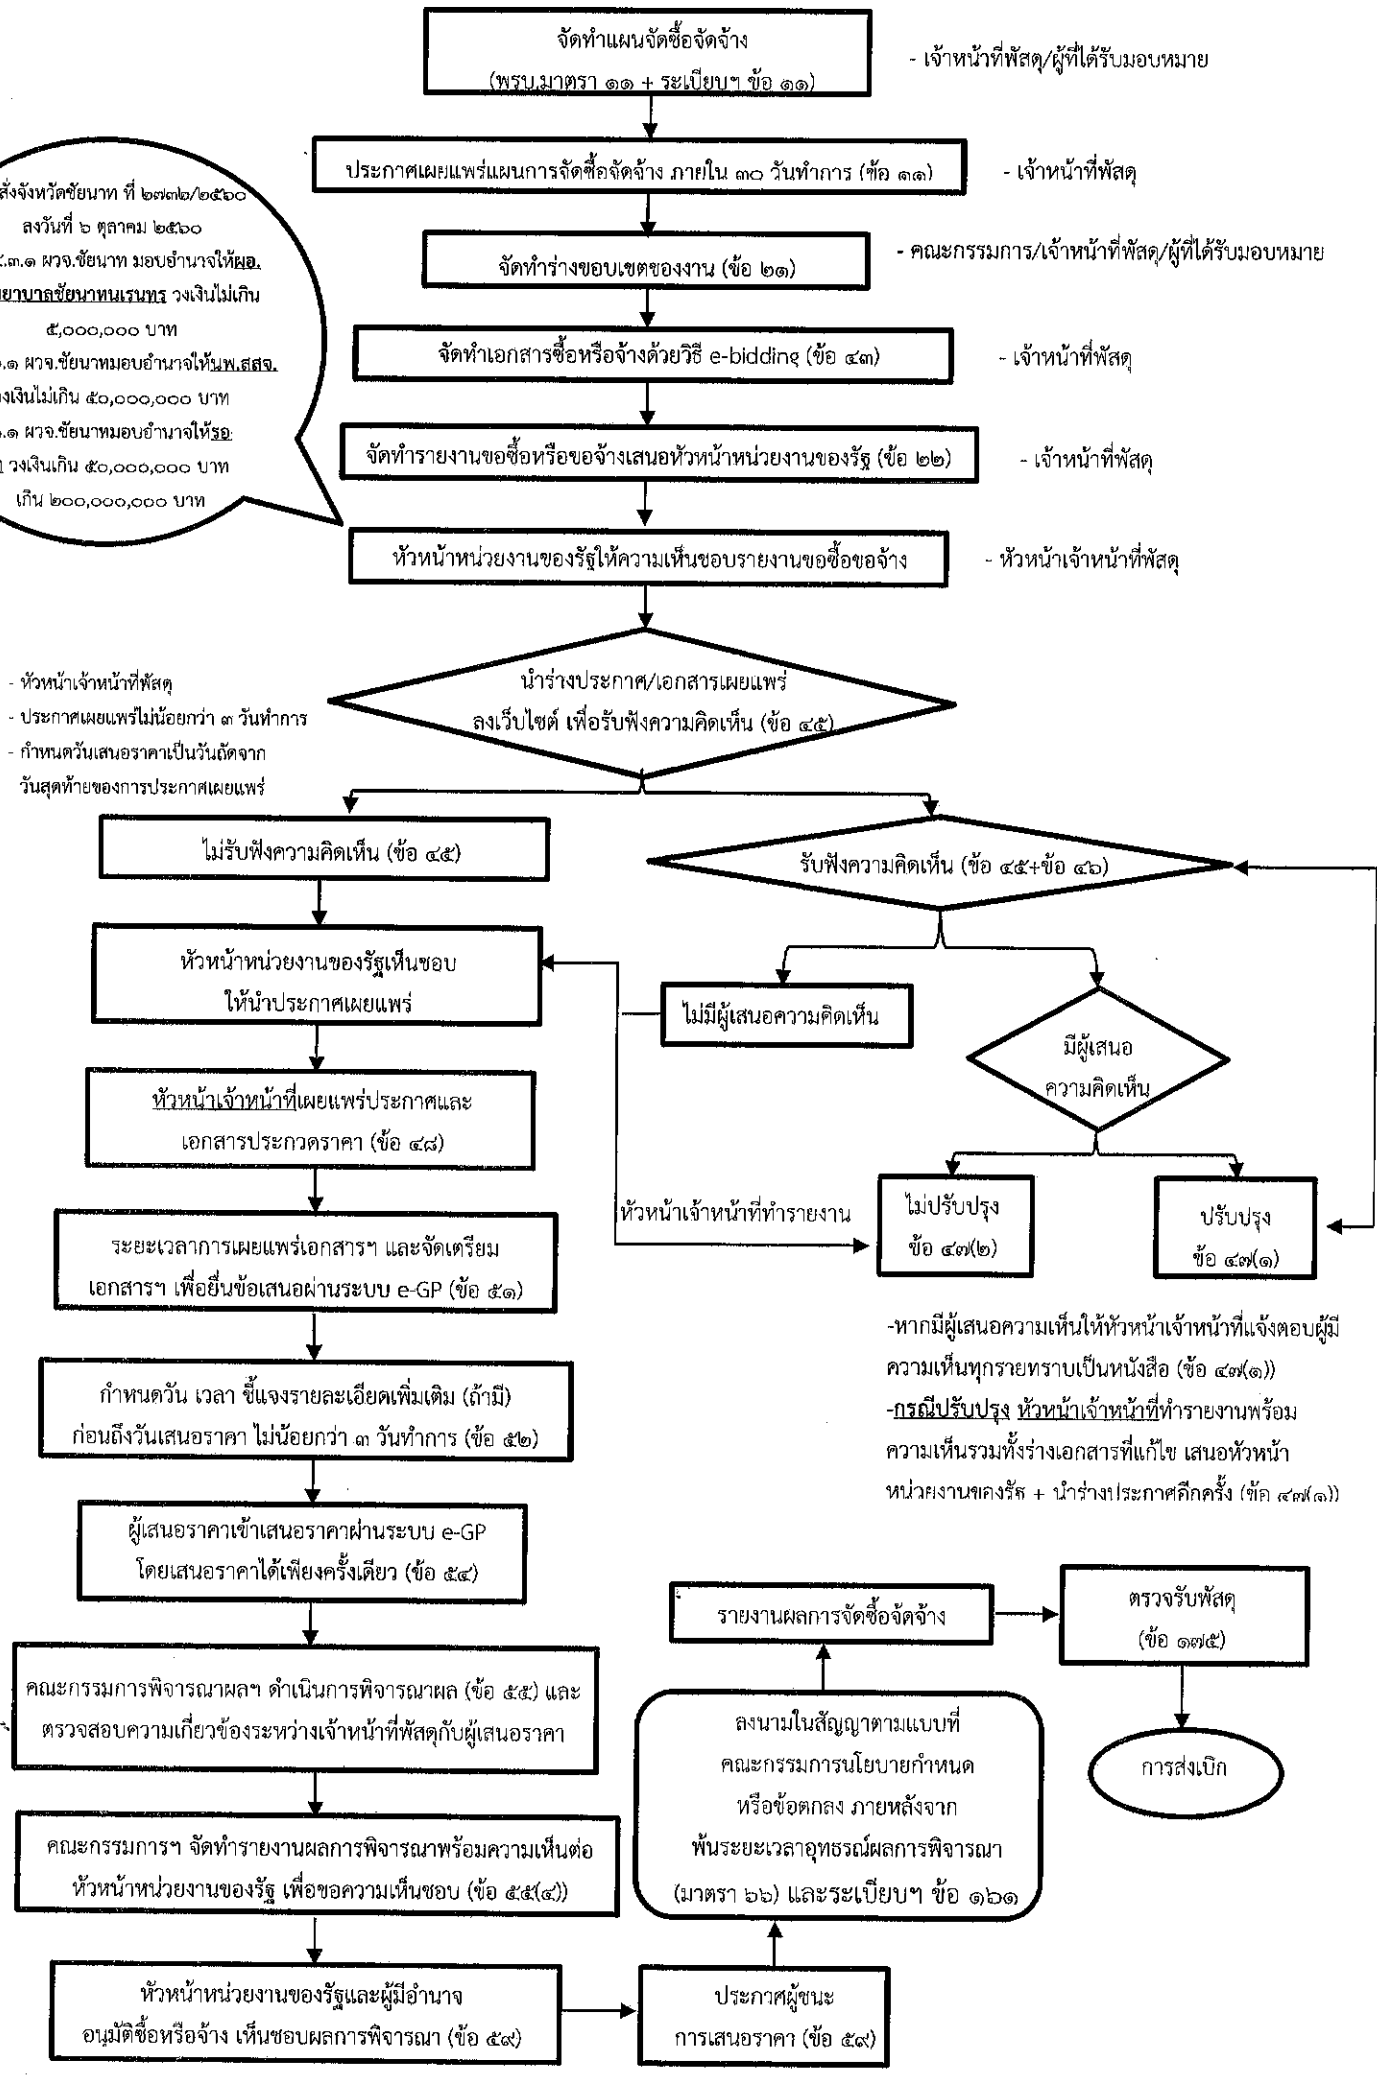 จัดทำแผนจัดซื้อจัดจ้าง
(พรบ.มาตรา ๑๑ + ระเบียบฯ ข้อ ๑๑)
- เจ้าหน้าที่พัสดุ/ผู้ที่ได้รับมอบหมาย
ประกาศเผยแพร่แผนการจัดซื้อจัดจ้าง ภายใน ๓๐ วันทำการ (ข้อ ๑๑)
- เจ้าหน้าที่พัสดุ
สั่งจังหวัดชัยนาท ที่ ๒๗๓๒/๒๕๖๐
ลงวันที่ ๖ ตุลาคม ๒๕๖๐
.๓.๑ ผวจ.ชัยนาท มอบอำนาจให้ผอ.
ยาบาลชัยนาทนเรนทร วงเงินไม่เกิน
๕,๐๐๐,๐๐๐ บาท
.๑ ผวจ.ชัยนาทมอบอำนาจให้นพ.สสจ.
งเงินไม่เกิน ๕๐,๐๐๐,๐๐๐ บาท
.๑ ผวจ.ชัยนาทมอบอำนาจให้รอ
วงเงินเกิน ๕๐,๐๐๐,๐๐๐ บาท
เกิน ๒๐๐,๐๐๐,๐๐๐ บาท
จัดทำร่างขอบเขตของงาน (ข้อ ๒๑)
- คณะกรรมการ/เจ้าหน้าที่พัสดุ/ผู้ที่ได้รับมอบหมาย
จัดทำเอกสารซื้อหรือจ้างด้วยวิธี e-bidding (ข้อ ๔๓)
- เจ้าหน้าที่พัสดุ
จัดทำรายงานขอซื้อหรือขอจ้างเสนอหัวหน้าหน่วยงานของรัฐ (ข้อ ๒๒)
- เจ้าหน้าที่พัสดุ
หัวหน้าหน่วยงานของรัฐให้ความเห็นชอบรายงานขอซื้อขอจ้าง
- หัวหน้าเจ้าหน้าที่พัสดุ
นำร่างประกาศ/เอกสารเผยแพร่
ลงเว็บไซต์ เพื่อรับฟังความคิดเห็น (ข้อ ๔๕)
- หัวหน้าเจ้าหน้าที่พัสดุ
- ประกาศเผยแพร่ไม่น้อยกว่า ๓ วันทำการ
- กำหนดวันเสนอราคาเป็นวันถัดจาก
วันสุดท้ายของการประกาศเผยแพร่
ไม่รับฟังความคิดเห็น (ข้อ ๔๕)
รับฟังความคิดเห็น (ข้อ ๔๕+ข้อ ๔๖)
หัวหน้าหน่วยงานของรัฐเห็นชอบ
ให้นำประกาศเผยแพร่
ไม่มีผู้เสนอความคิดเห็น
มีผู้เสนอ
ความคิดเห็น
หัวหน้าเจ้าหน้าที่เผยแพร่ประกาศและ
เอกสารประกวดราคา (ข้อ ๔๘)
หัวหน้าเจ้าหน้าที่ทำรายงาน
ไม่ปรับปรุง
ข้อ ๔๗(๒)
ปรับปรุง
ข้อ ๔๗(๑)
ระยะเวลาการเผยแพร่เอกสารฯ และจัดเตรียม
เอกสารฯ เพื่อยื่นข้อเสนอผ่านระบบ e-GP (ข้อ ๕๑)
-หากมีผู้เสนอความเห็นให้หัวหน้าเจ้าหน้าที่แจ้งตอบผู้มี
ความเห็นทุกรายทราบเป็นหนังสือ (ข้อ ๔๗(๑))
-กรณีปรับปรุง หัวหน้าเจ้าหน้าที่ทำรายงานพร้อม
ความเห็นรวมทั้งร่างเอกสารที่แก้ไข เสนอหัวหน้า
หน่วยงานของรัฐ + นำร่างประกาศอีกครั้ง (ข้อ ๔๗(๑))
กำหนดวัน เวลา ชี้แจงรายละเอียดเพิ่มเติม (ถ้ามี)
ก่อนถึงวันเสนอราคา ไม่น้อยกว่า ๓ วันทำการ (ข้อ ๕๒)
ผู้เสนอราคาเข้าเสนอราคาผ่านระบบ e-GP
โดยเสนอราคาได้เพียงครั้งเดียว (ข้อ ๕๔)
คณะกรรมการพิจารณาผลฯ ดำเนินการพิจารณาผล (ข้อ ๕๕) และ
ตรวจสอบความเกี่ยวข้องระหว่างเจ้าหน้าที่พัสดุกับผู้เสนอราคา
คณะกรรมการฯ จัดทำรายงานผลการพิจารณาพร้อมความเห็นต่อ
หัวหน้าหน่วยงานของรัฐ เพื่อขอความเห็นชอบ (ข้อ ๕๕(๔))
หัวหน้าหน่วยงานของรัฐและผู้มีอำนาจ
อนุมัติซื้อหรือจ้าง เห็นชอบผลการพิจารณา (ข้อ ๕๙)
ประกาศผู้ชนะ
การเสนอราคา (ข้อ ๕๙)
ลงนามในสัญญาตามแบบที่
คณะกรรมการนโยบายกำหนด
หรือข้อตกลง ภายหลังจาก
พ้นระยะเวลาอุทธรณ์ผลการพิจารณา
(มาตรา ๖๖) และระเบียบฯ ข้อ ๑๖๑
รายงานผลการจัดซื้อจัดจ้าง
ตรวจรับพัสดุ
(ข้อ ๑๗๕)
การส่งเบิก